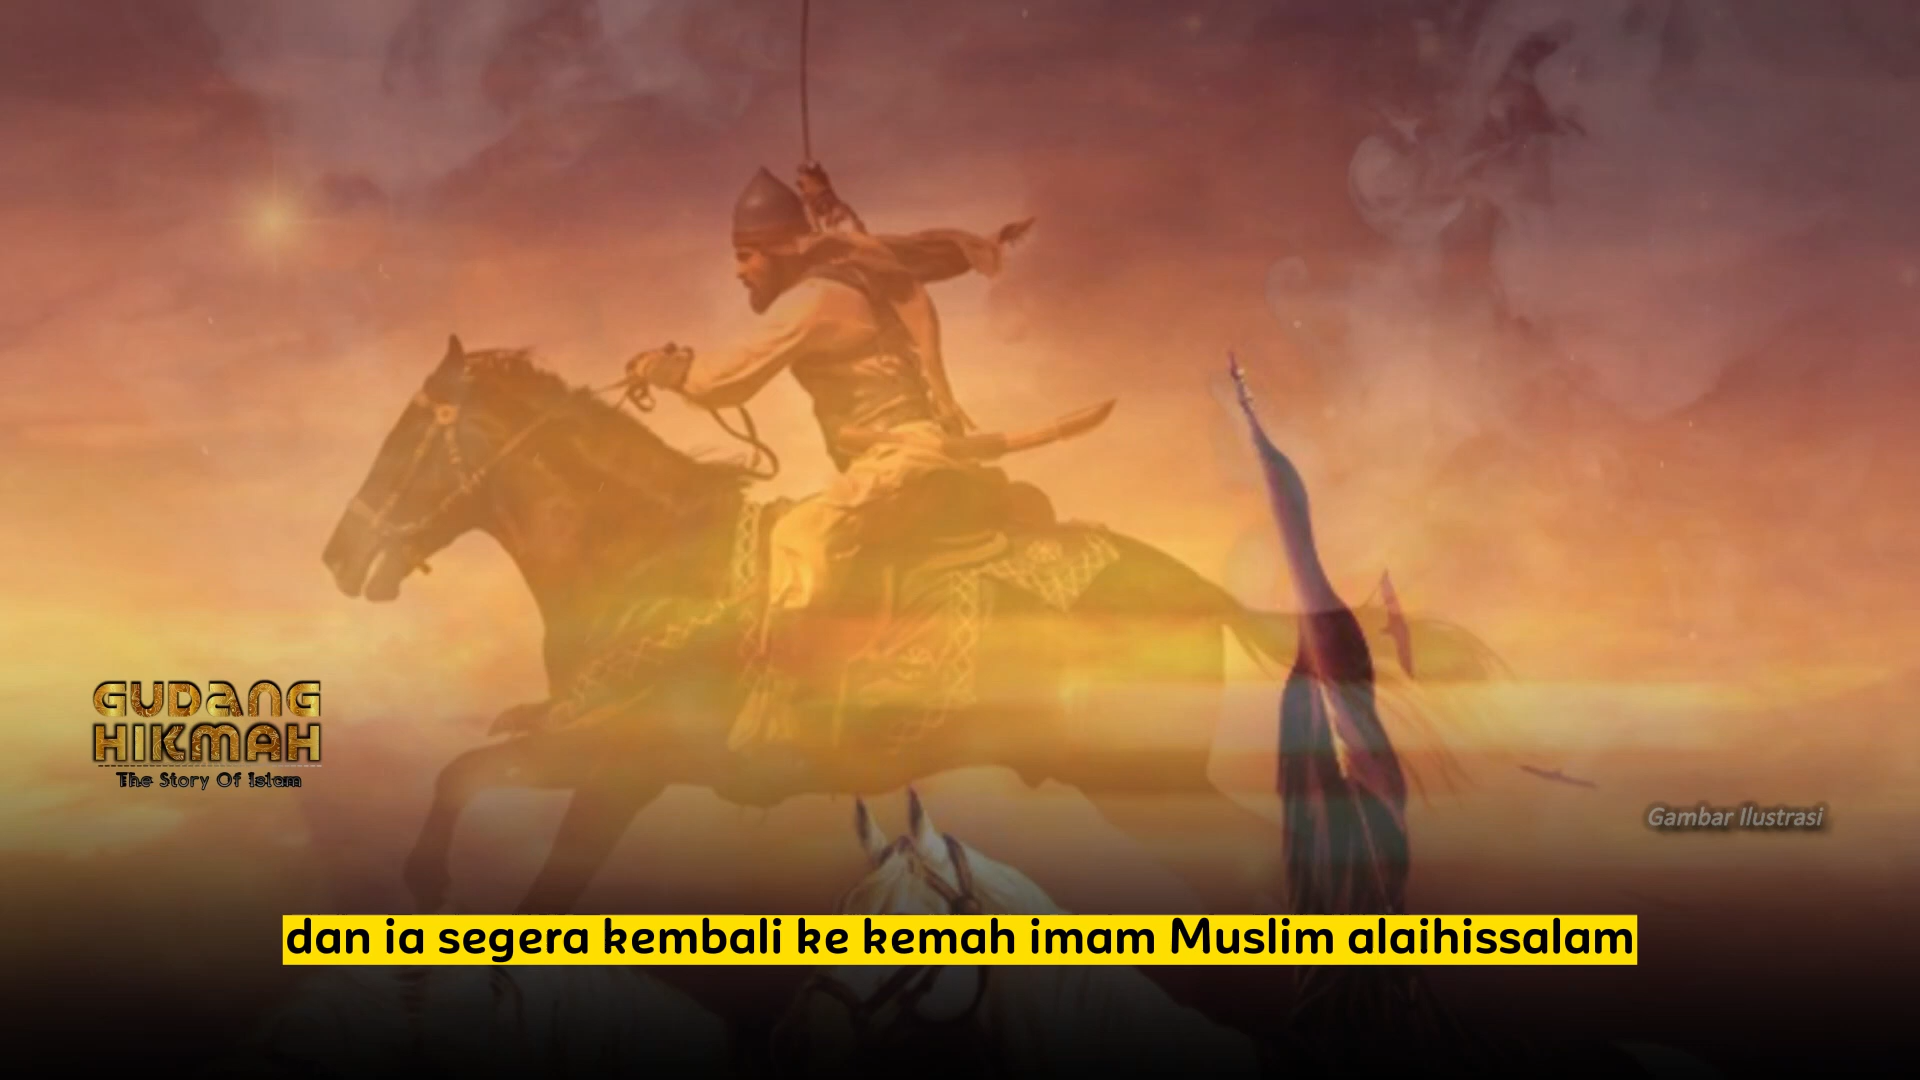 GUDANG
HIKMAH
The Story Of Islam
Gambar Ilustrasi
dan ia segera kembali ke kemah imam Muslim alaihissalam